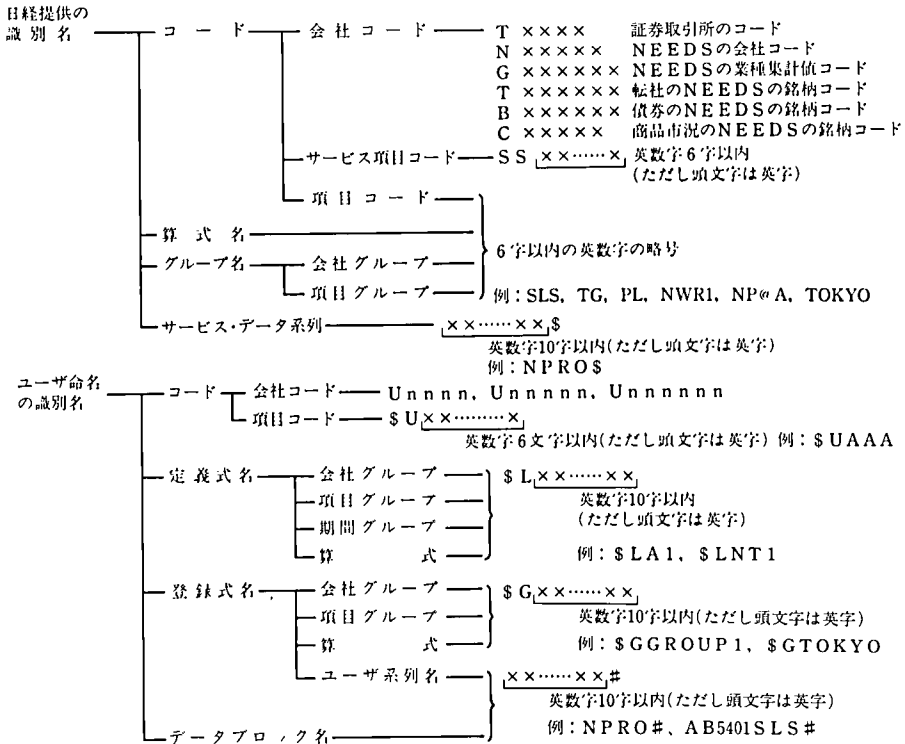 日経提供の
識別名 コード 会社コード T ×××× 証券取引所のコード
N ××××× NEEDSの会社コード
G ×××××× NEEDSの業種集計値コード
T ×××××× 転社のNEEDSの銘柄コード
B ×××××× 債券のNEEDSの銘柄コード
C ××××× 商品市況のNEEDSの銘柄コード
サービス項目コード SS ××……× 英数字6字以内
(ただし頭文字は英字)
項目コード
算式名 6字以内の英数字の略号
グループ名 会社グループ
項目グループ 例:SLS, TG, PL, NWR1, NP@A, TOKYO
サービス・データ系列 ××……××$
英数字10字以内(ただし頭文字は英字)
例:NPRO$
ユーザ命名
の識別名 コード 会社コード Unnnn, Unnnnn, Unnnnnn
項目コード $U××………×
英数字6文字以内(ただし頭文字は英字) 例:$UAAA
定義式名 会社グループ $L××……××
項目グループ 英数字10字以内
期間グループ (ただし頭文字は英字)
算式 例:$LA1, $LNT1
登録式名 会社グループ $G××……××
項目グループ 英数字10字以内(ただし頭文字は英字)
算式 例:$GGROUP1, $GTOKYO
ユーザ系列名 ××……××#
英数字10字以内(ただし頭文字は英字)
データブロック名 例:NPRO#、AB5401SLS#